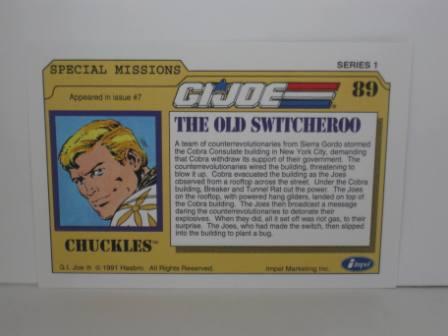 SERIES 1
SPECIAL MISSIONS
Appeared in issue #7
G.I. JOE
89
THE OLD SWITCHEROO
A team of counterrevolutionaries from Sierra Gordo stormed
the Cobra Consulate building in New York City, demanding
that Cobra withdraw its support of their government. The
counterrevolutionaries wired the building, threatening to
blow it up. Cobra evacuated the building as the Joes
observed from a rooftop across the street. Under the Cobra
building, Breaker and Tunnel Rat cut the power. The Joes
on the rooftop, with powered hang gliders, landed on top of
the Cobra building. The Joes then broadcast a message
daring the counterrevolutionaries to detonate their
explosives. When they did, all it set off was not gas, to their
surprise. The Joes, who had made the switch, then slipped
into the building to plant a bug.
CHUCKLES™
G.I. Joe ® © 1991 Hasbro. All Rights Reserved.
Impel Marketing Inc.
impel